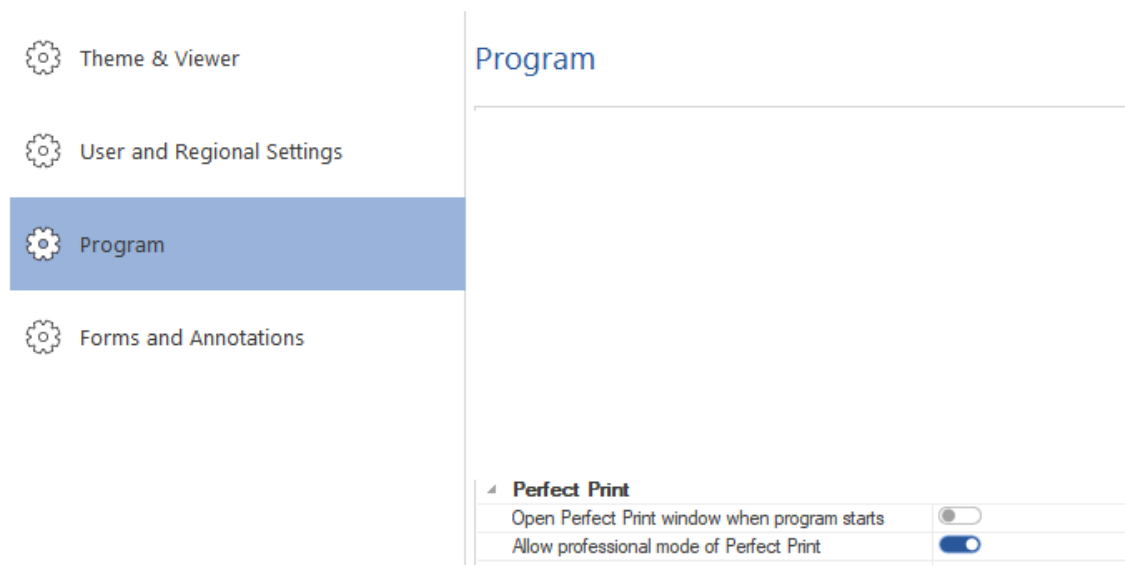 Theme & Viewer
User and Regional Settings
Program
Forms and Annotations
Program
Perfect Print
Open Perfect Print window when program starts
Allow professional mode of Perfect Print